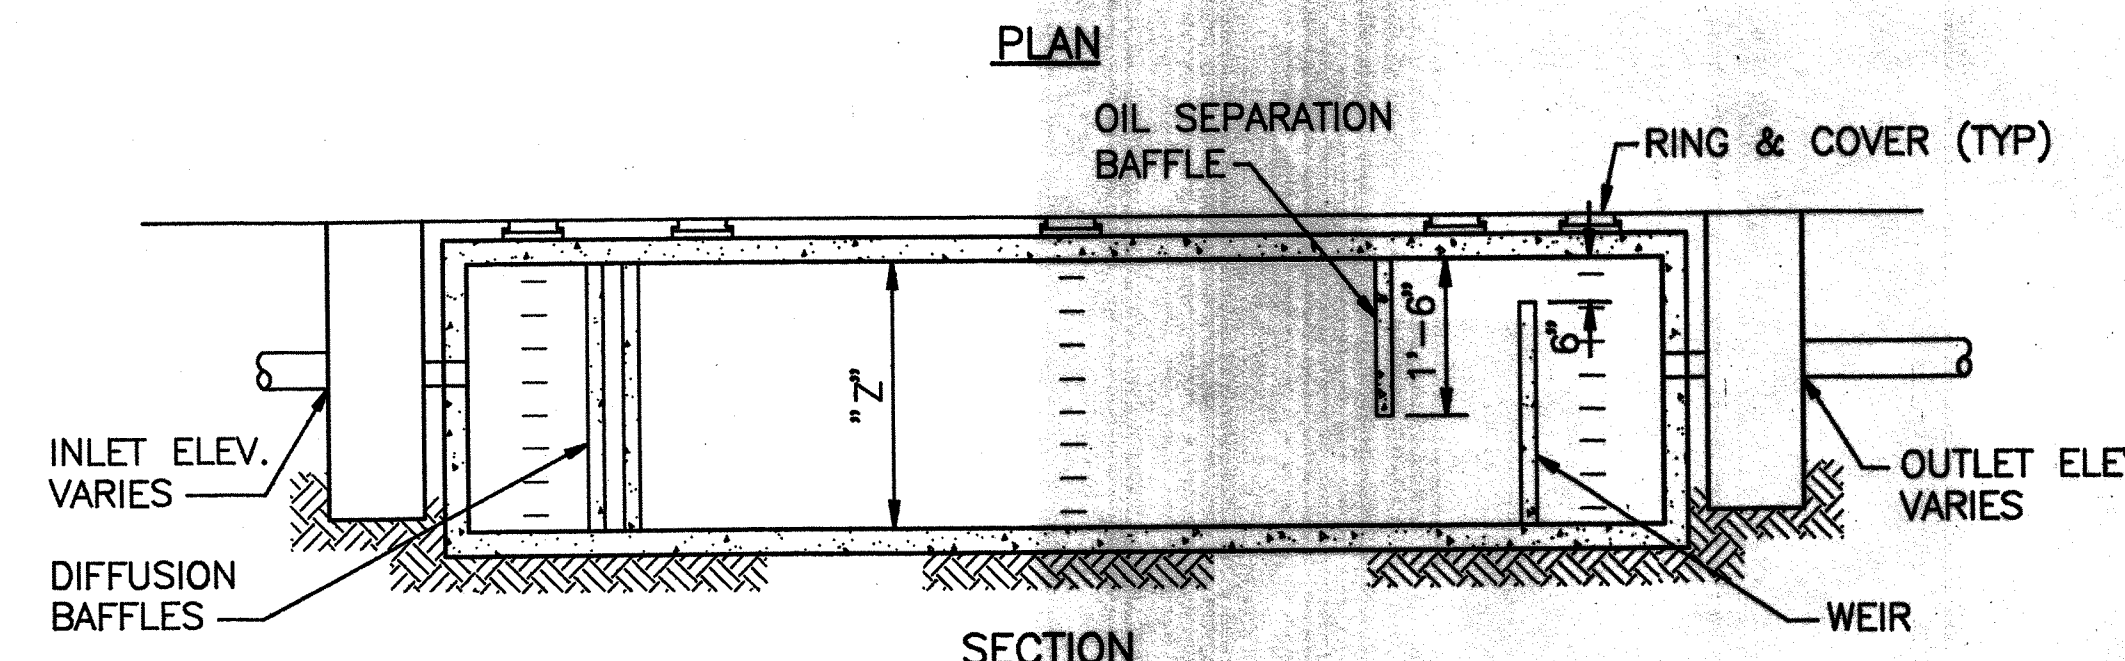 PLAN
OIL SEPARATION
BAFFLE
RING & COVER (TYP)
"Z"
1'-6"
6"
INLET ELEV.
VARIES
OUTLET ELE
VARIES
DIFFUSION
BAFFLES
WEIR
SECTION